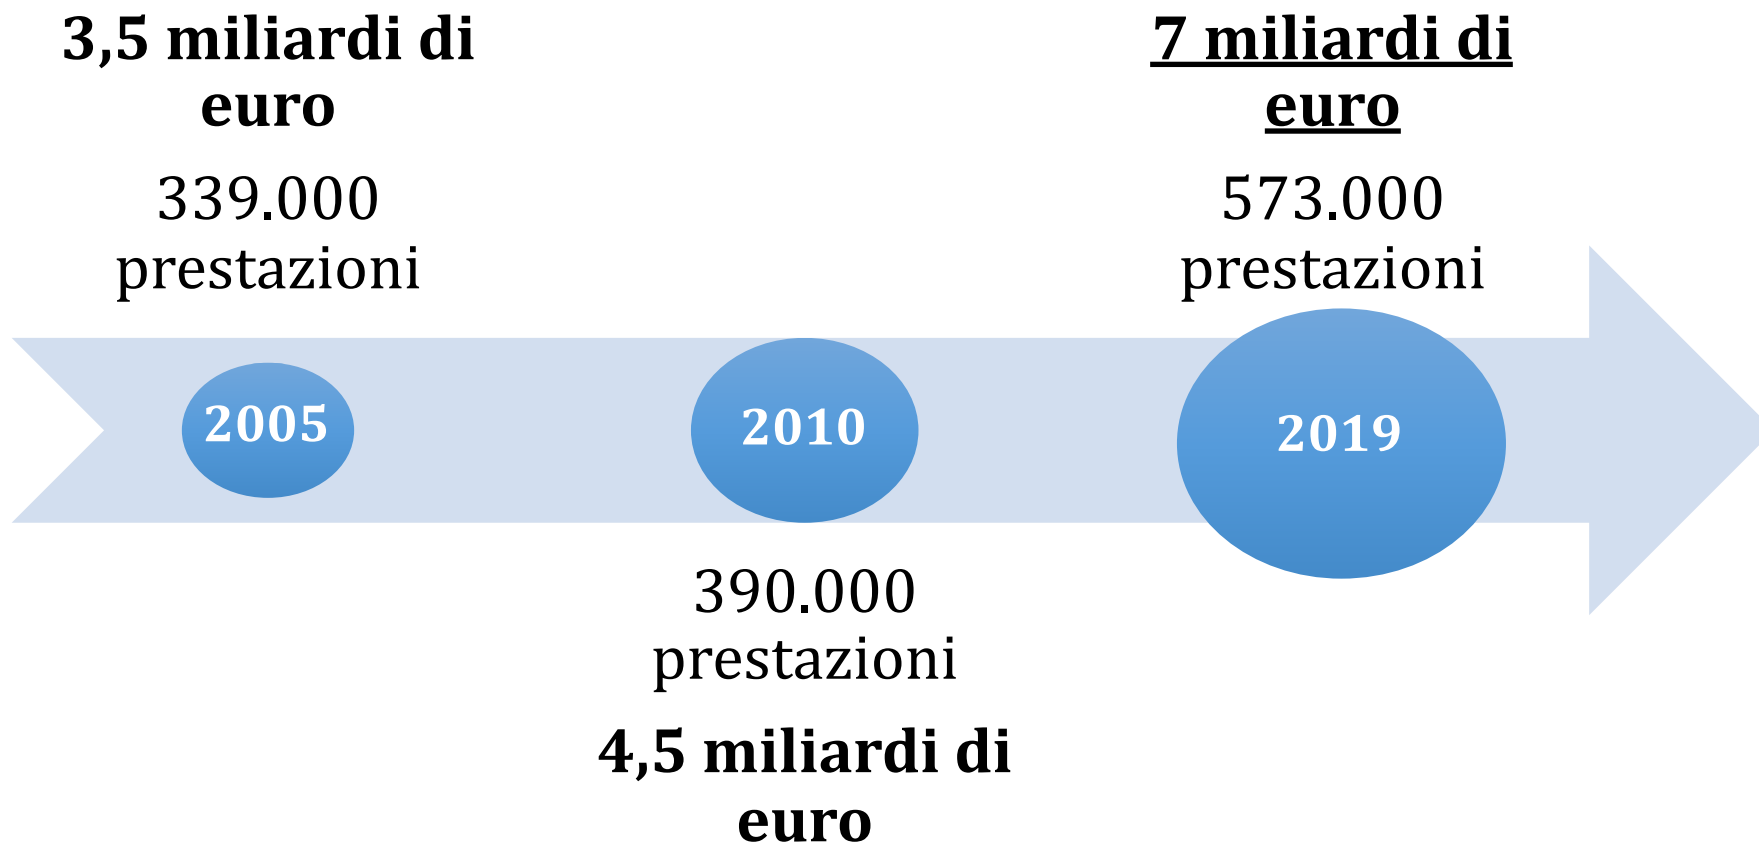 3,5 miliardi di
euro
339.000
prestazioni
2005
390.000
prestazioni
4,5 miliardi di
euro
2010
7 miliardi di
euro
573.000
prestazioni
2019